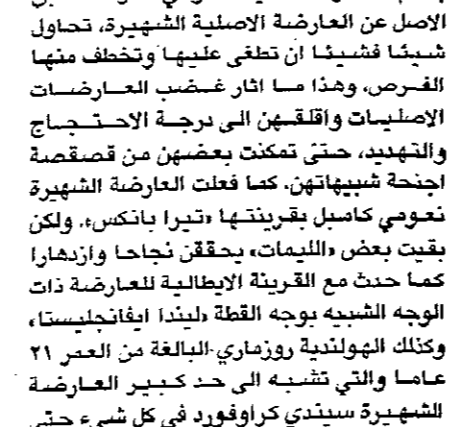 الاصل عن العارضة الاصلية الشهيرة، تحاول
شيئا فشيئا ان تطغى عليها وتخطف منها
الفرص، وهذا ما اثار غضب العارضات
الاصليات واقلقهن الى درجة الاحتجاج
والتهديد، حتى تمكنت بعضهن من قصقصة
اجنحة شبيهاتهن. كما فعلت العارضة الشهيرة
نعومي كامبل بقرينتها «تيرا بانكس». ولكن
بقيت بعض «الليمات» يحققن نجاحا وازدهارا
كما حدث مع القرينة الايطالية للعارضة ذات
الوجه الشبيه بوجه القطة «ليندا ايفانجليستا»
وكذلك الهولندية روزماري البالغة من العمر ٢١
عاما والتي تشبه الى حد كبير العارضة
الشهيرة سيندي كراوفورد في كل شيء حتى